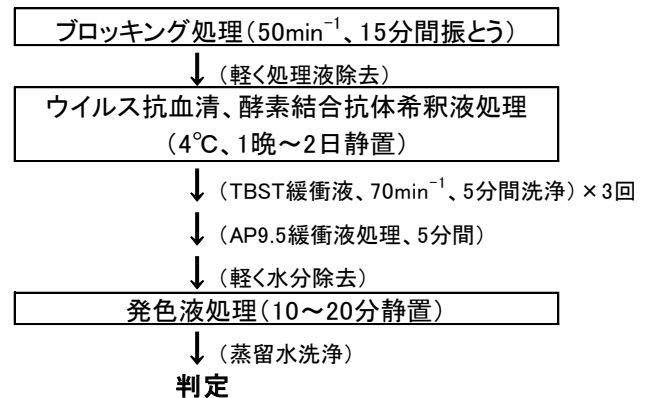 ブロッキング処理(50min⁻¹、15分間振とう)
(軽く処理液除去)
ウイルス抗血清、酵素結合抗体希釈液処理
(4℃、1晩～2日静置)
(TBST緩衝液、70min⁻¹、5分間洗浄)×3回
(AP9.5緩衝液処理、5分間)
(軽く水分除去)
発色液処理(10～20分静置)
(蒸留水洗浄)
判定